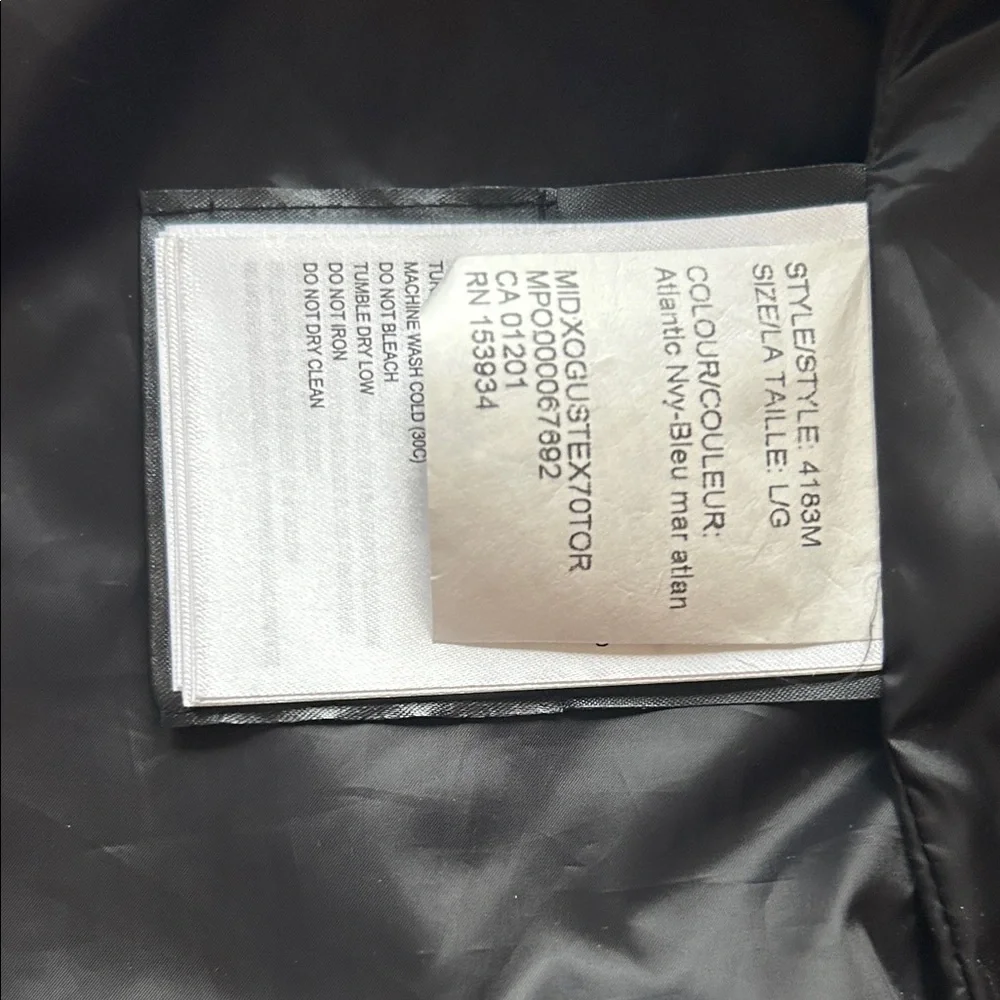 STYLE/STYLE: 4183M
SIZE/LA TAILLE: L/G
COLOUR/COULEUR:
Atlantic Nvy-Bleu mar atlan
MIDXOGUSTEX70TOR
MPO0000067692
CA 01201
RN 153934
MACHINE WASH COLD (30C)
DO NOT BLEACH
TUMBLE DRY LOW
DO NOT IRON
DO NOT DRY CLEAN